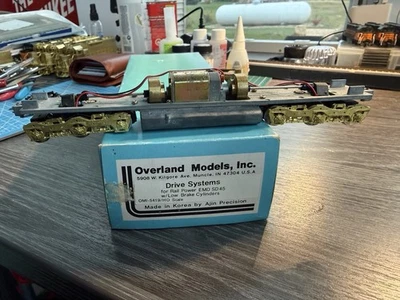 Overland Models, Inc.
5908 W. Kilgore Ave. Muncie, IN 47304 U.S.A.
Drive Systems
for Rail Power EMD SD45
w/Low Brake Cylinders
Made in Korea by Ajin Precision